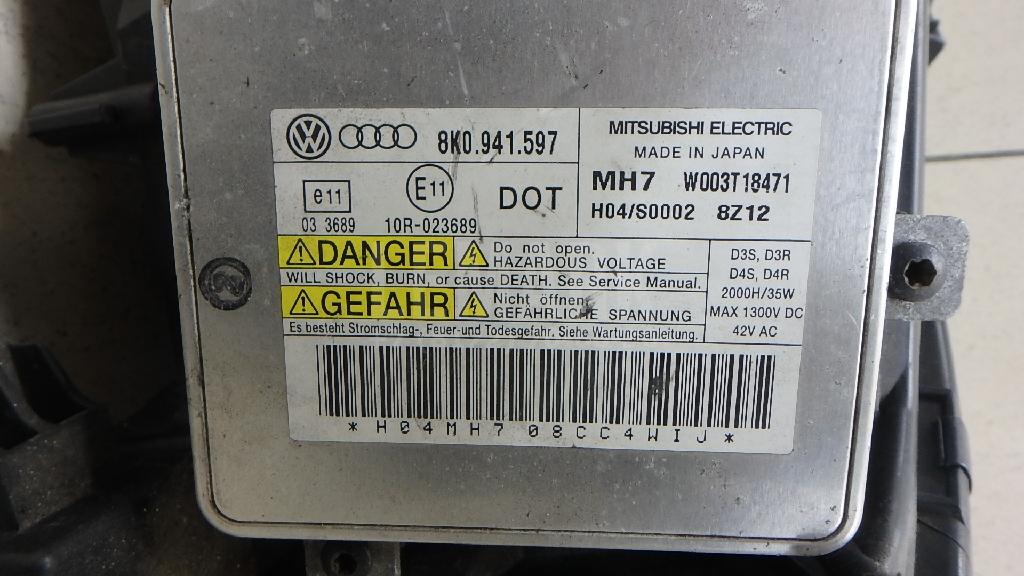 8K0.941.597
MITSUBISHI ELECTRIC
MADE IN JAPAN
e11
E11
DOT
MH7 W003T18471
03 3689 10R-023689
H04/S0002 8Z12
DANGER
Do not open.
HAZARDOUS VOLTAGE
WILL SHOCK, BURN, or cause DEATH. See Service Manual.
GEFAHR
Nicht öffnen
GEFÄHRLICHE SPANNUNG
Es besteht Stromschlag-, Feuer-und Todesgefahr. Siehe Wartungsanleitung.
D3S, D3R
D4S, D4R
2000H/35W
MAX 1300V DC
42V AC
*H04MH708CC4WIJ*